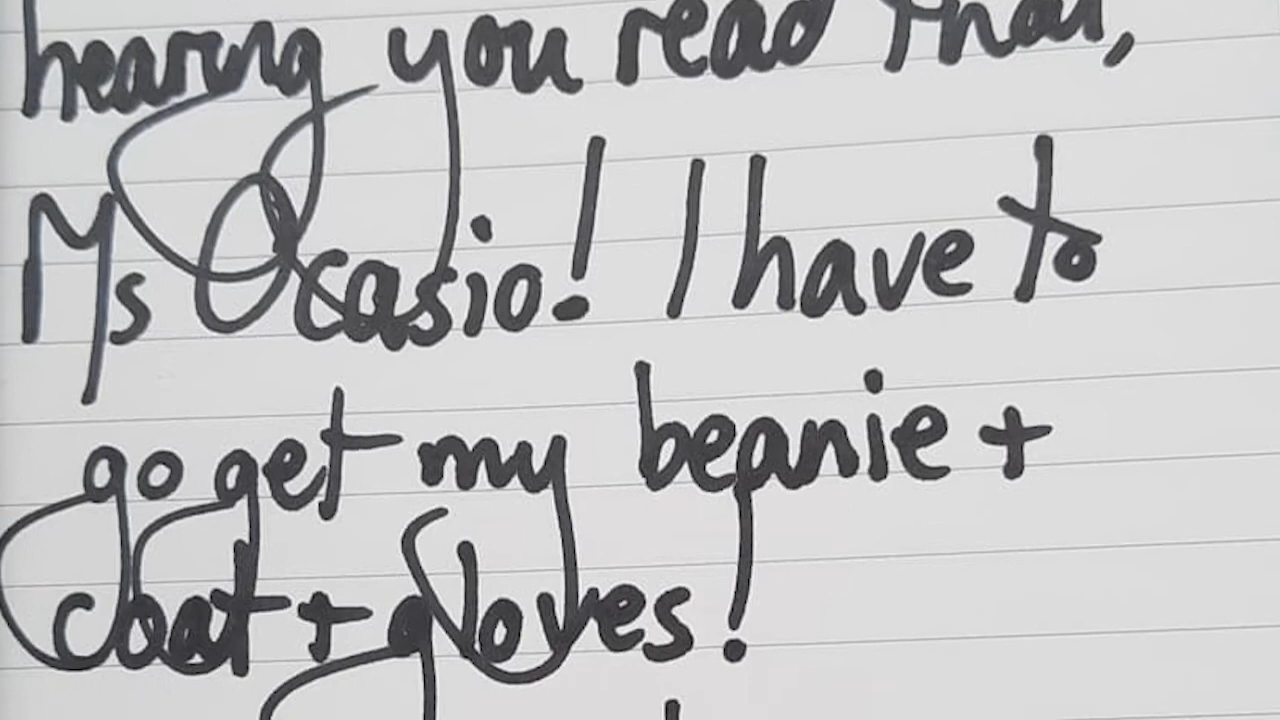 hearing you read that,
Ms Ocasio! I have to
go get my beanie +
coat + gloves!